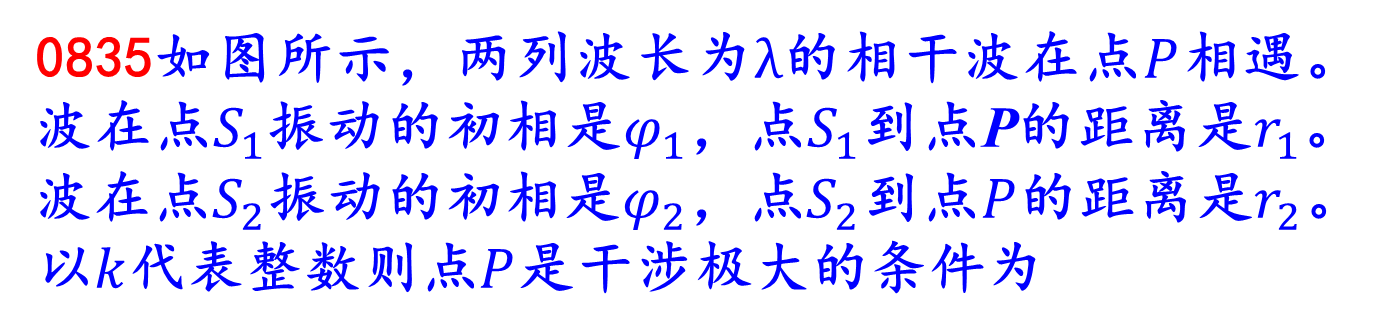 0835如图所示，两列波长为λ的相干波在点P相遇。
波在点S₁振动的初相是φ₁，点S₁到点P的距离是r₁。
波在点S₂振动的初相是φ₂，点S₂到点P的距离是r₂。
以k代表整数则点P是干涉极大的条件为